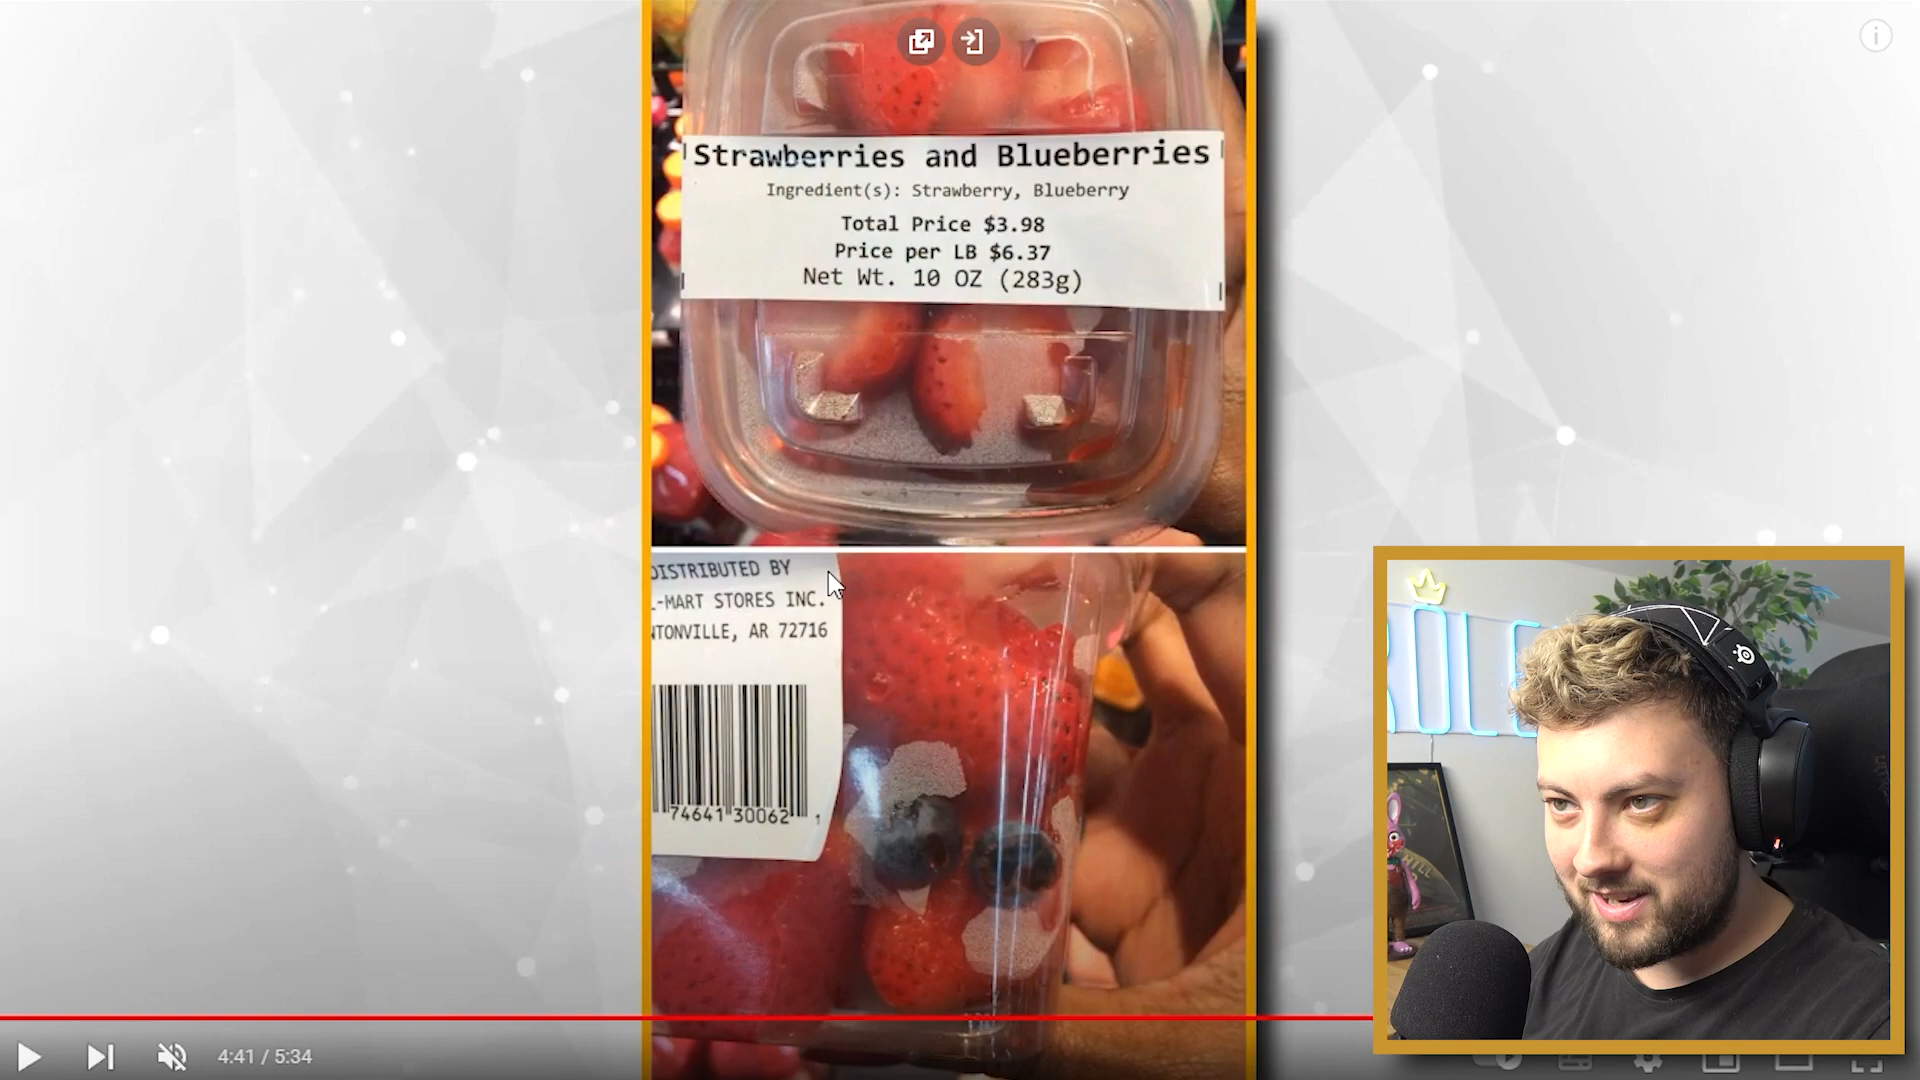 Strawberries and Blueberries
Ingredient(s): Strawberry, Blueberry
Total Price $3.98
Price per LB $6.37
Net Wt. 10 OZ (283g)
DISTRIBUTED BY
L-MART STORES INC.
NTONVILLE, AR 72716
74641 30062 1
4:41 / 5:34